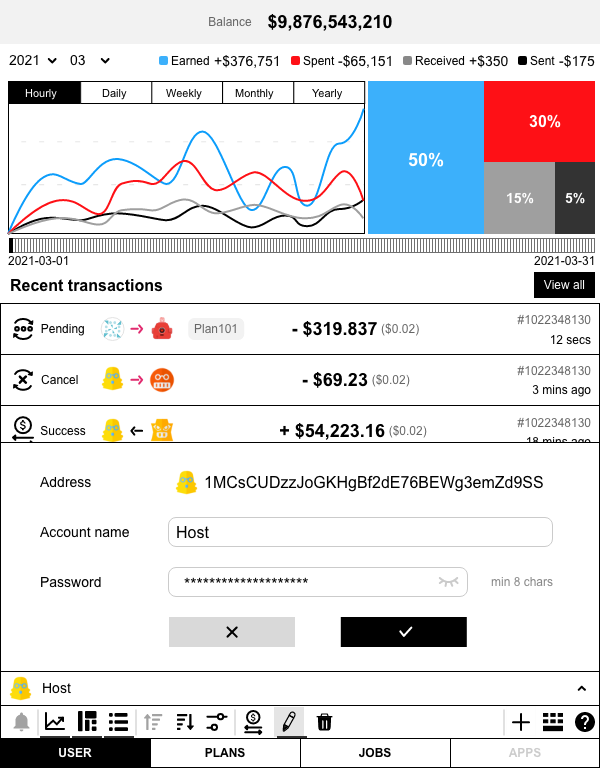 Balance $9,876,543,210
2021 03 Earned +$376,751 Spent -$65,151 Received +$350 Sent -$175
Hourly Daily Weekly Monthly Yearly
50%
30%
15%
5%
2021-03-01 2021-03-31
Recent transactions View all
Pending Plan101 - $319.837 ($0.02) #1022348130
12 secs
Cancel - $69.23 ($0.02) #1022348130
3 mins ago
Success + $54,223.16 ($0.02) #1022348130
18 mins ago
Address 1MCsCUDzzJoGKHgBf2dE76BEWg3emZd9SS
Account name Host
Password ******************** min 8 chars
Host
USER PLANS JOBS APPS